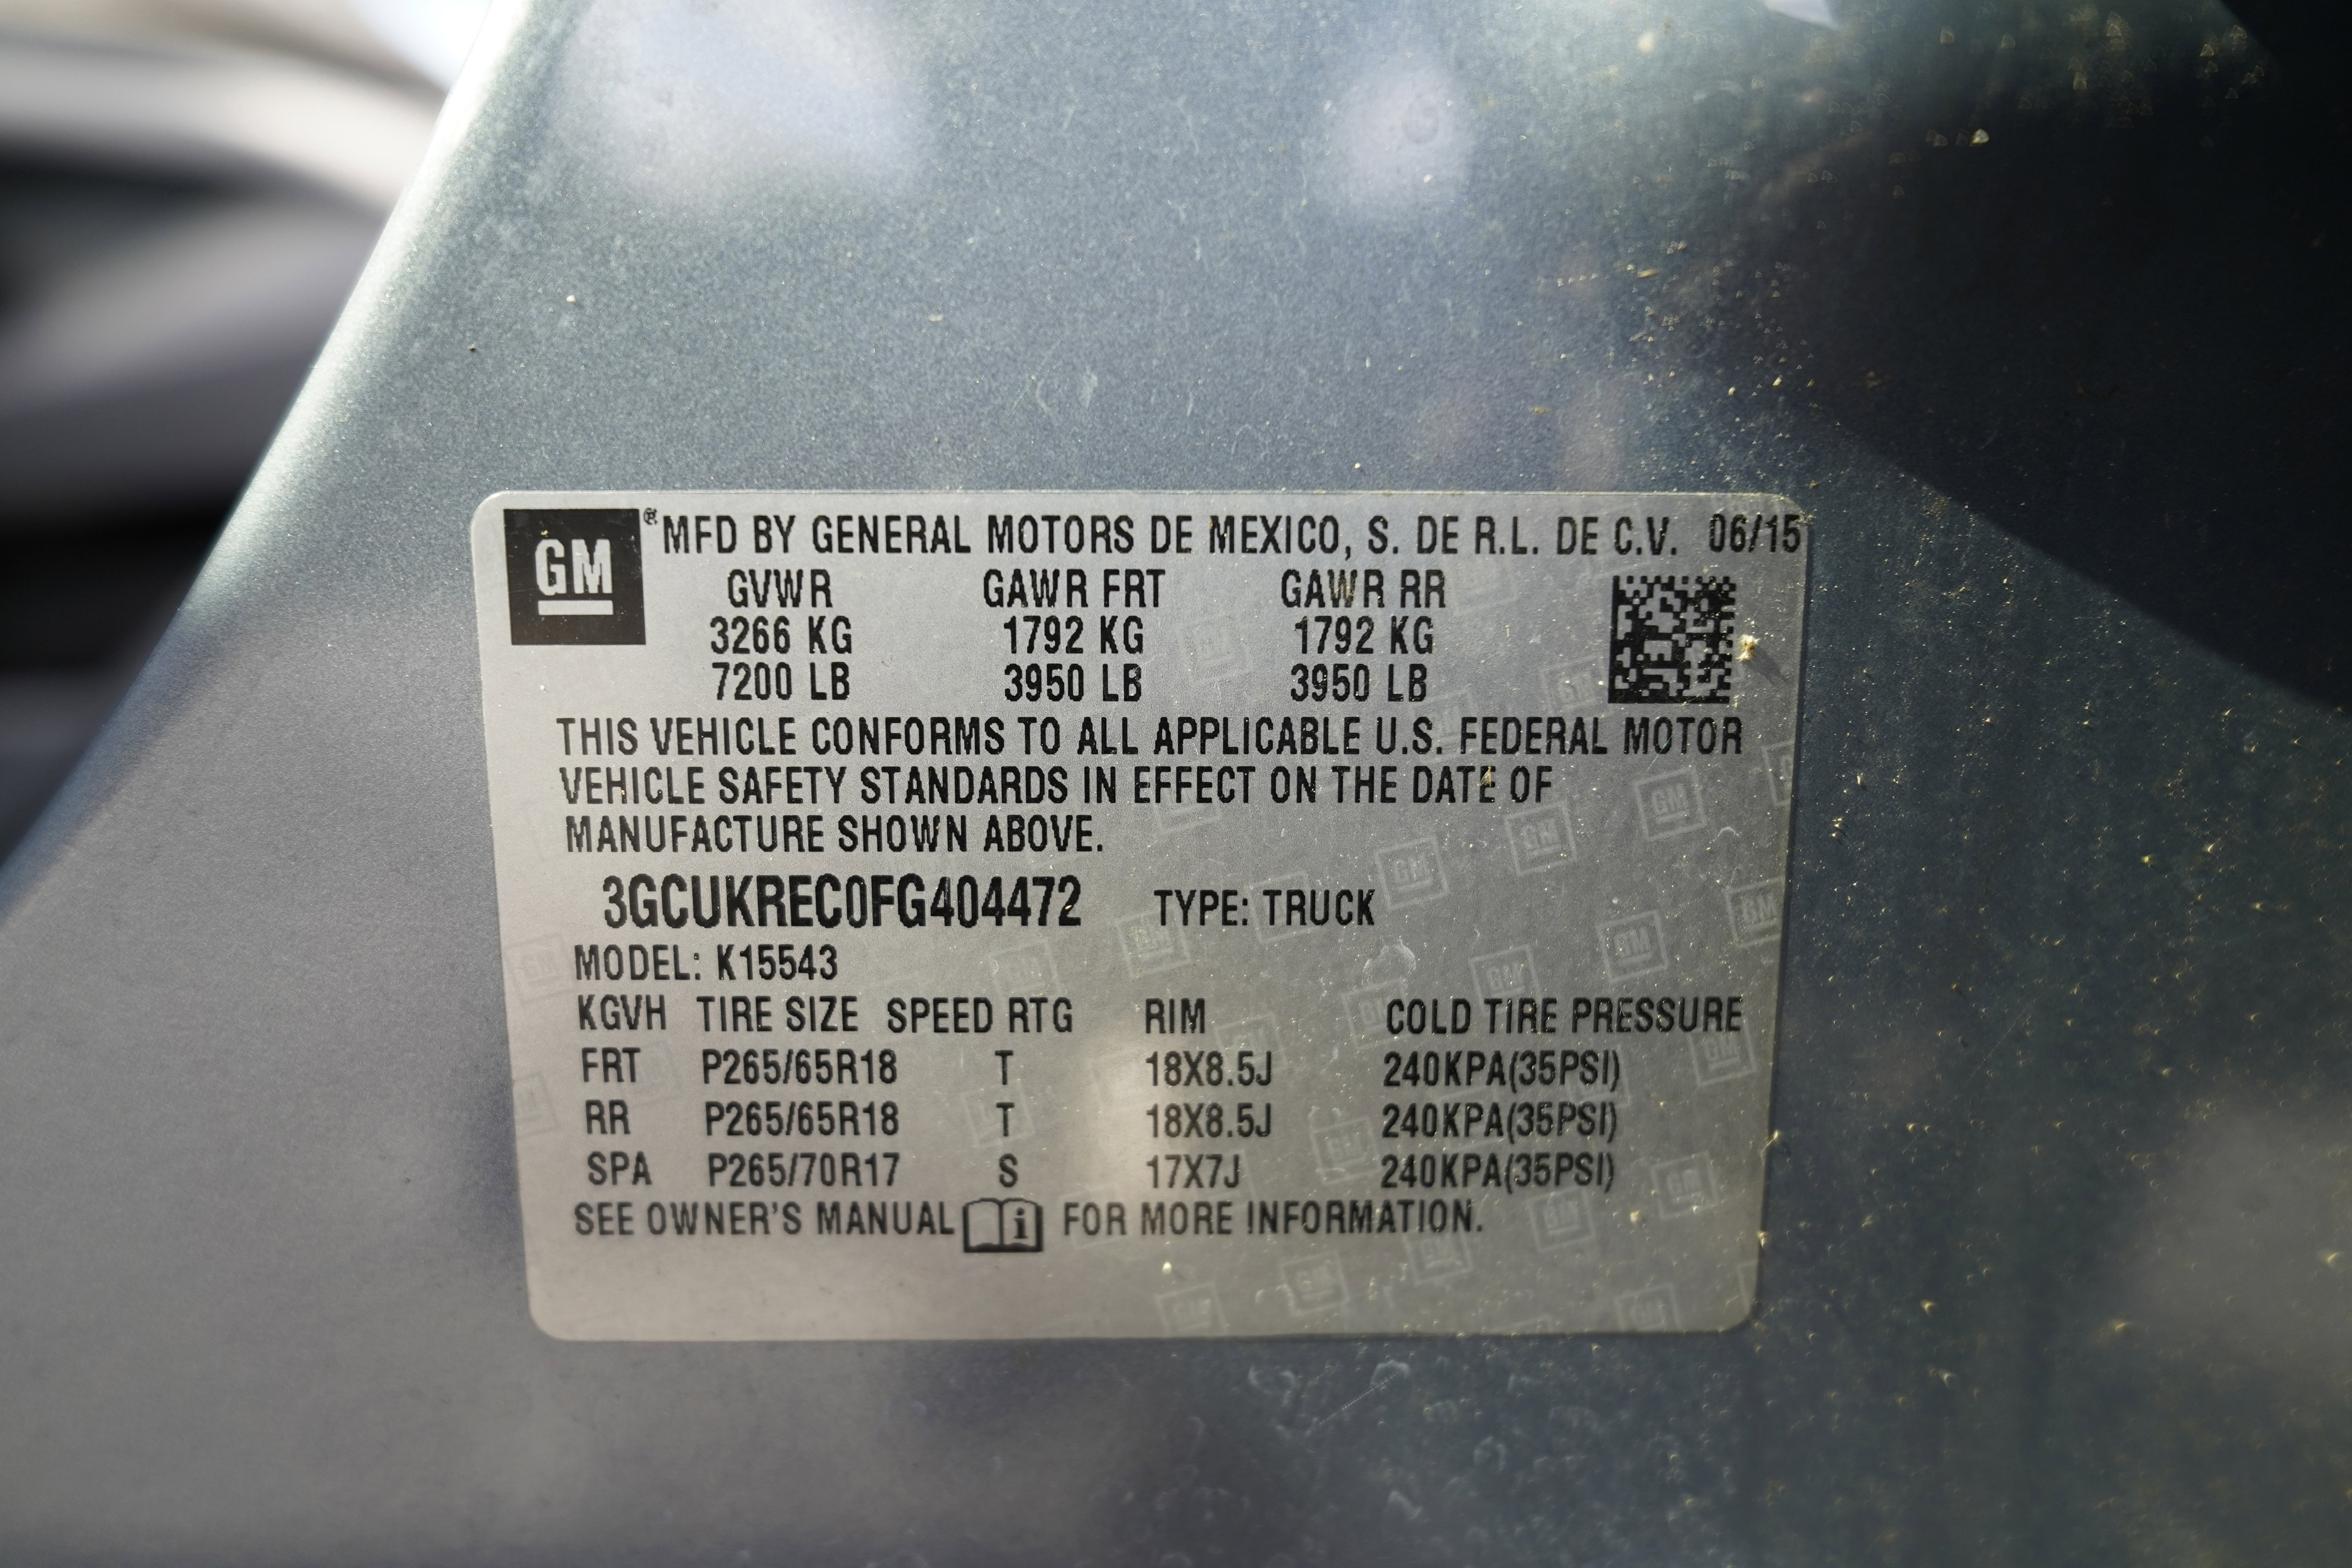 GM ® MFD BY GENERAL MOTORS DE MEXICO, S. DE R.L. DE C.V. 06/15
GVWR GAWR FRT GAWR RR
3266 KG 1792 KG 1792 KG
7200 LB 3950 LB 3950 LB
THIS VEHICLE CONFORMS TO ALL APPLICABLE U.S. FEDERAL MOTOR
VEHICLE SAFETY STANDARDS IN EFFECT ON THE DATE OF
MANUFACTURE SHOWN ABOVE.
3GCUKREC0FG404472 TYPE: TRUCK
MODEL: K15543
KGVH TIRE SIZE SPEED RTG RIM COLD TIRE PRESSURE
FRT P265/65R18 T 18X8.5J 240KPA(35PSI)
RR P265/65R18 T 18X8.5J 240KPA(35PSI)
SPA P265/70R17 S 17X7J 240KPA(35PSI)
SEE OWNER'S MANUAL i FOR MORE INFORMATION.